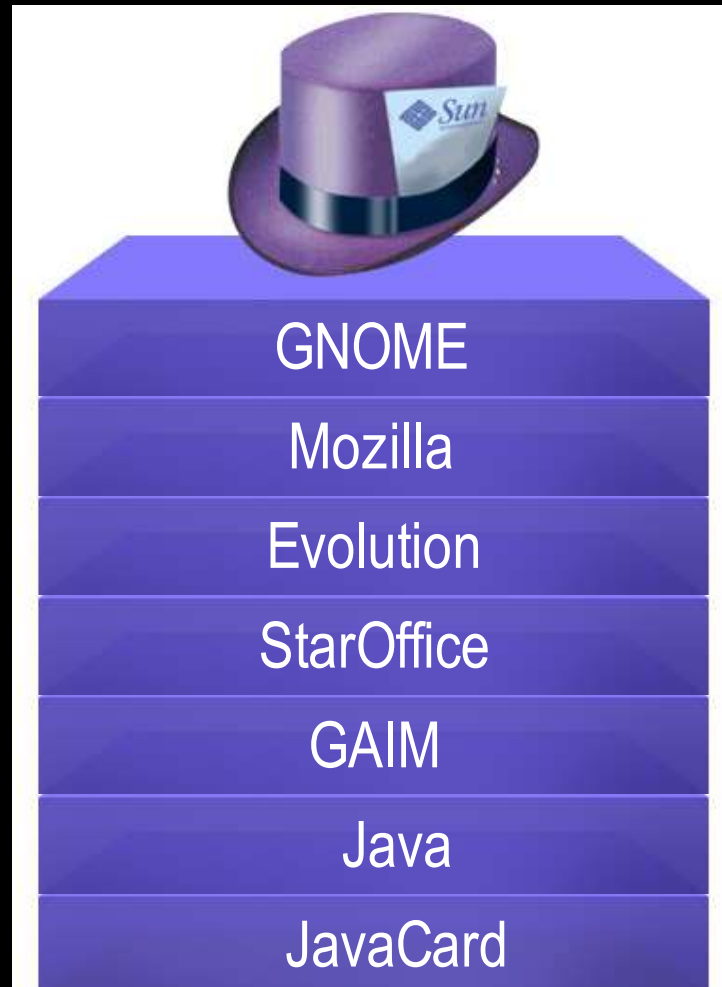 Sun
GNOME
Mozilla
Evolution
StarOffice
GAIM
Java
JavaCard